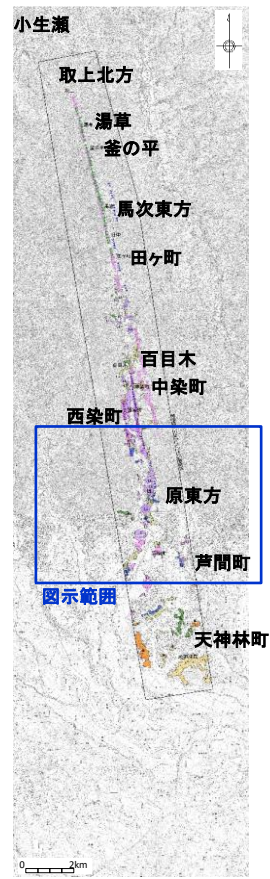 小生瀬
取上北方
湯草
釜の平
馬次東方
田ヶ町
百目木
中染町
西染町
原東方
芦間町
図示範囲
天神林町
0 2km